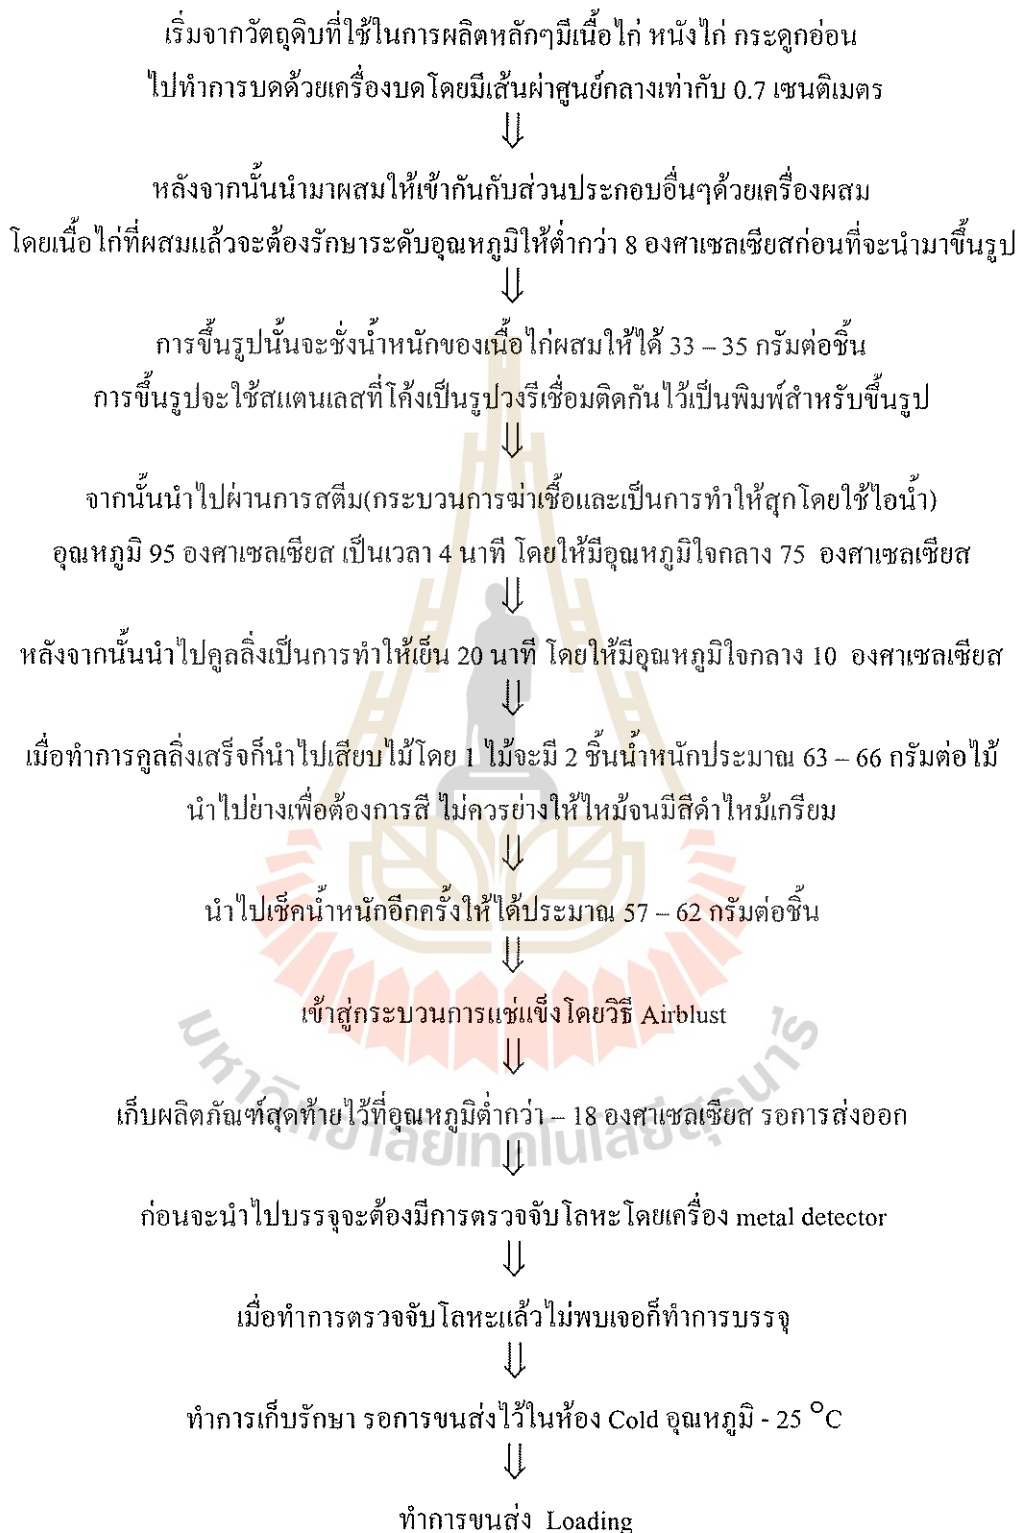 เริ่มจากวัตถุดิบที่ใช้ในการผลิตหลักๆมีเนื้อไก่ หนังไก่ กระดูกอ่อน
ไปทำการบดด้วยเครื่องบดโดยมีเส้นผ่าศูนย์กลางเท่ากับ 0.7 เซนติเมตร
⇓
หลังจากนั้นนำมาผสมให้เข้ากันกับส่วนประกอบอื่นๆด้วยเครื่องผสม
โดยเนื้อไก่ที่ผสมแล้วจะต้องรักษาระดับอุณหภูมิให้ต่ำกว่า 8 องศาเซลเซียสก่อนที่จะนำมาขึ้นรูป
⇓
การขึ้นรูปนั้นจะชั่งน้ำหนักของเนื้อไก่ผสมให้ได้ 33 – 35 กรัมต่อชิ้น
การขึ้นรูปจะใช้สแตนเลสที่โค้งเป็นรูปวงรีเชื่อมติดกันไว้เป็นพิมพ์สำหรับขึ้นรูป
⇓
จากนั้นนำไปผ่านการสตีม(กระบวนการฆ่าเชื้อและเป็นการทำให้สุกโดยใช้ไอน้ำ)
อุณหภูมิ 95 องศาเซลเซียส เป็นเวลา 4 นาที โดยให้มีอุณหภูมิใจกลาง 75 องศาเซลเซียส
⇓
หลังจากนั้นนำไปคูลลิ่งเป็นการทำให้เย็น 20 นาที โดยให้มีอุณหภูมิใจกลาง 10 องศาเซลเซียส
⇓
เมื่อทำการคูลลิ่งเสร็จก็นำไปเสียบไม้โดย 1 ไม้จะมี 2 ชิ้นน้ำหนักประมาณ 63 – 66 กรัมต่อไม้
นำไปย่างเพื่อต้องการสี ไม่ควรย่างให้ไหม้จนมีสีดำไหม้เกรียม
⇓
นำไปเช็คน้ำหนักอีกครั้งให้ได้ประมาณ 57 – 62 กรัมต่อชิ้น
⇓
เข้าสู่กระบวนการแช่แข็งโดยวิธี Airblust
⇓
เก็บผลิตภัณฑ์สุดท้ายไว้ที่อุณหภูมิต่ำกว่า – 18 องศาเซลเซียส รอการส่งออก
มหาวิทยาลัยเทคโนโลยีสุรนารี
⇓
ก่อนจะนำไปบรรจุจะต้องมีการตรวจจับโลหะโดยเครื่อง metal detector
⇓
เมื่อทำการตรวจจับโลหะแล้วไม่พบเจอก็ทำการบรรจุ
⇓
ทำการเก็บรักษา รอการขนส่งไว้ในห้อง Cold อุณหภูมิ - 25 °C
⇓
ทำการขนส่ง Loading